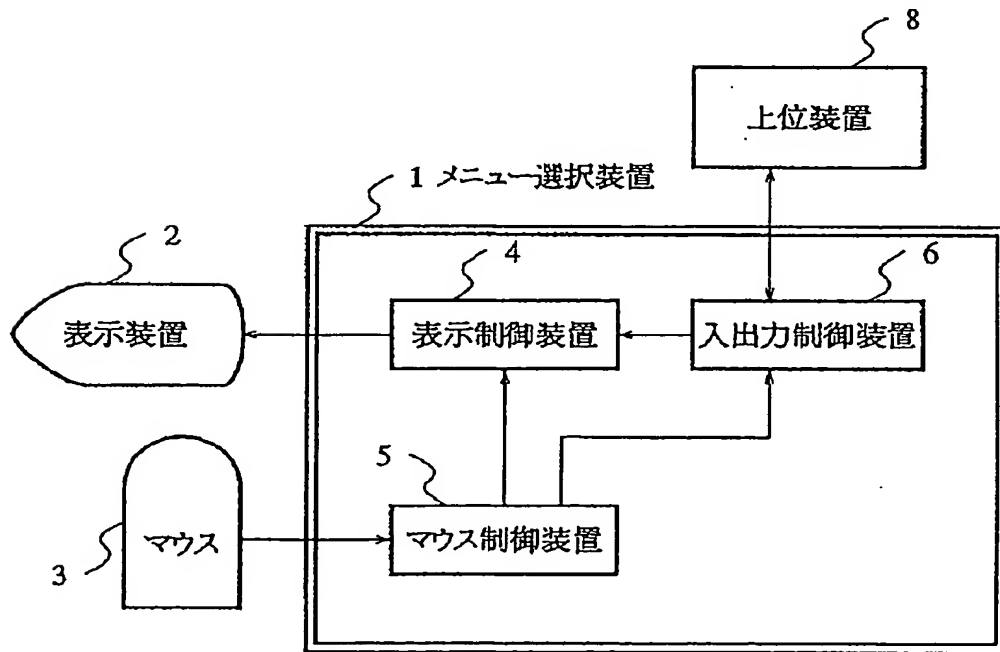 8
上位装置
1 メニュー選択装置
2
4
6
表示装置
表示制御装置
入出力制御装置
5
マウス
マウス制御装置
3